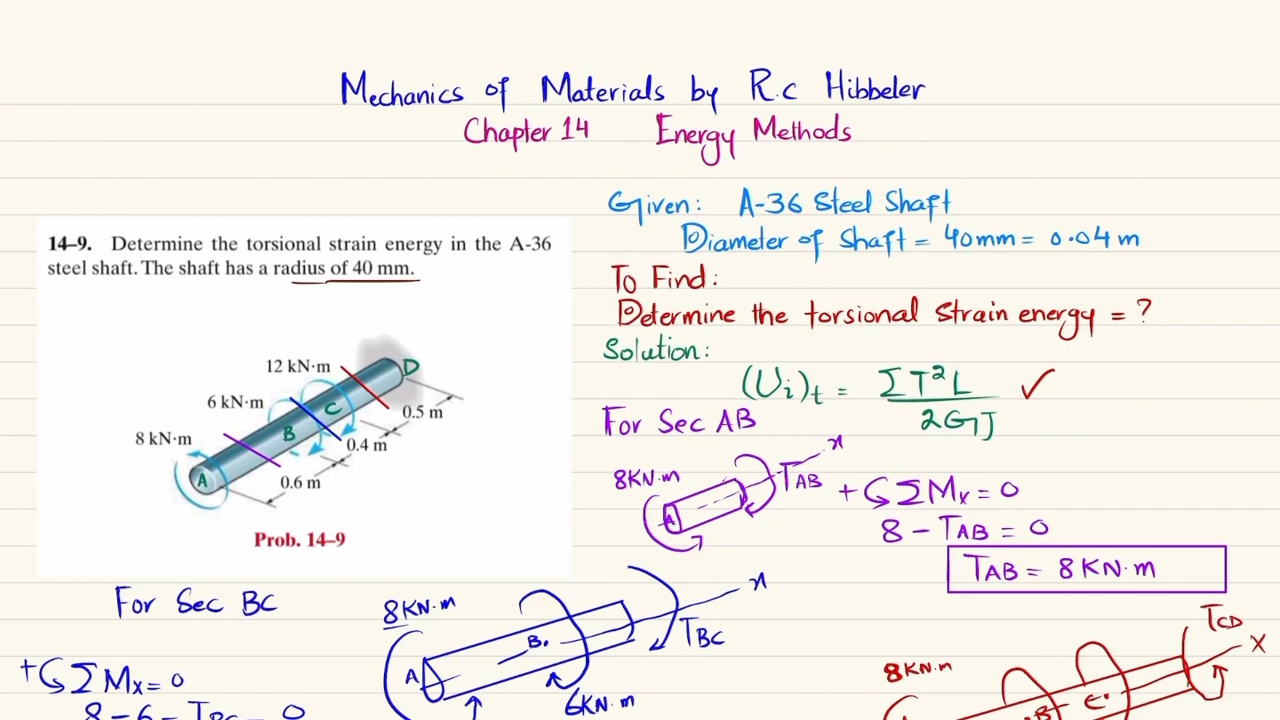 Mechanics of Materials by R.C Hibbeler
Chapter 14 Energy Methods
14–9. Determine the torsional strain energy in the A-36
steel shaft. The shaft has a radius of 40 mm.
12 kN·m
D
6 kN·m
C
0.5 m
B
8 kN·m
0.4 m
A
0.6 m
Prob. 14–9
Given: A-36 Steel Shaft
Diameter of Shaft = 40mm = 0.04 m
To Find:
Determine the torsional Strain energy = ?
Solution:
(Ui)t = ΣT²L / 2GJ ✓
For Sec AB
8KN.m
A
TAB
x
+↺ ΣMx = 0
8 - TAB = 0
TAB = 8KN.m
For Sec BC
+↺ ΣMx = 0
8 - 6 - TBC = 0
8KN.m
A
B
x
TBC
6KN.m
TCD
x
8KN.m
B
C